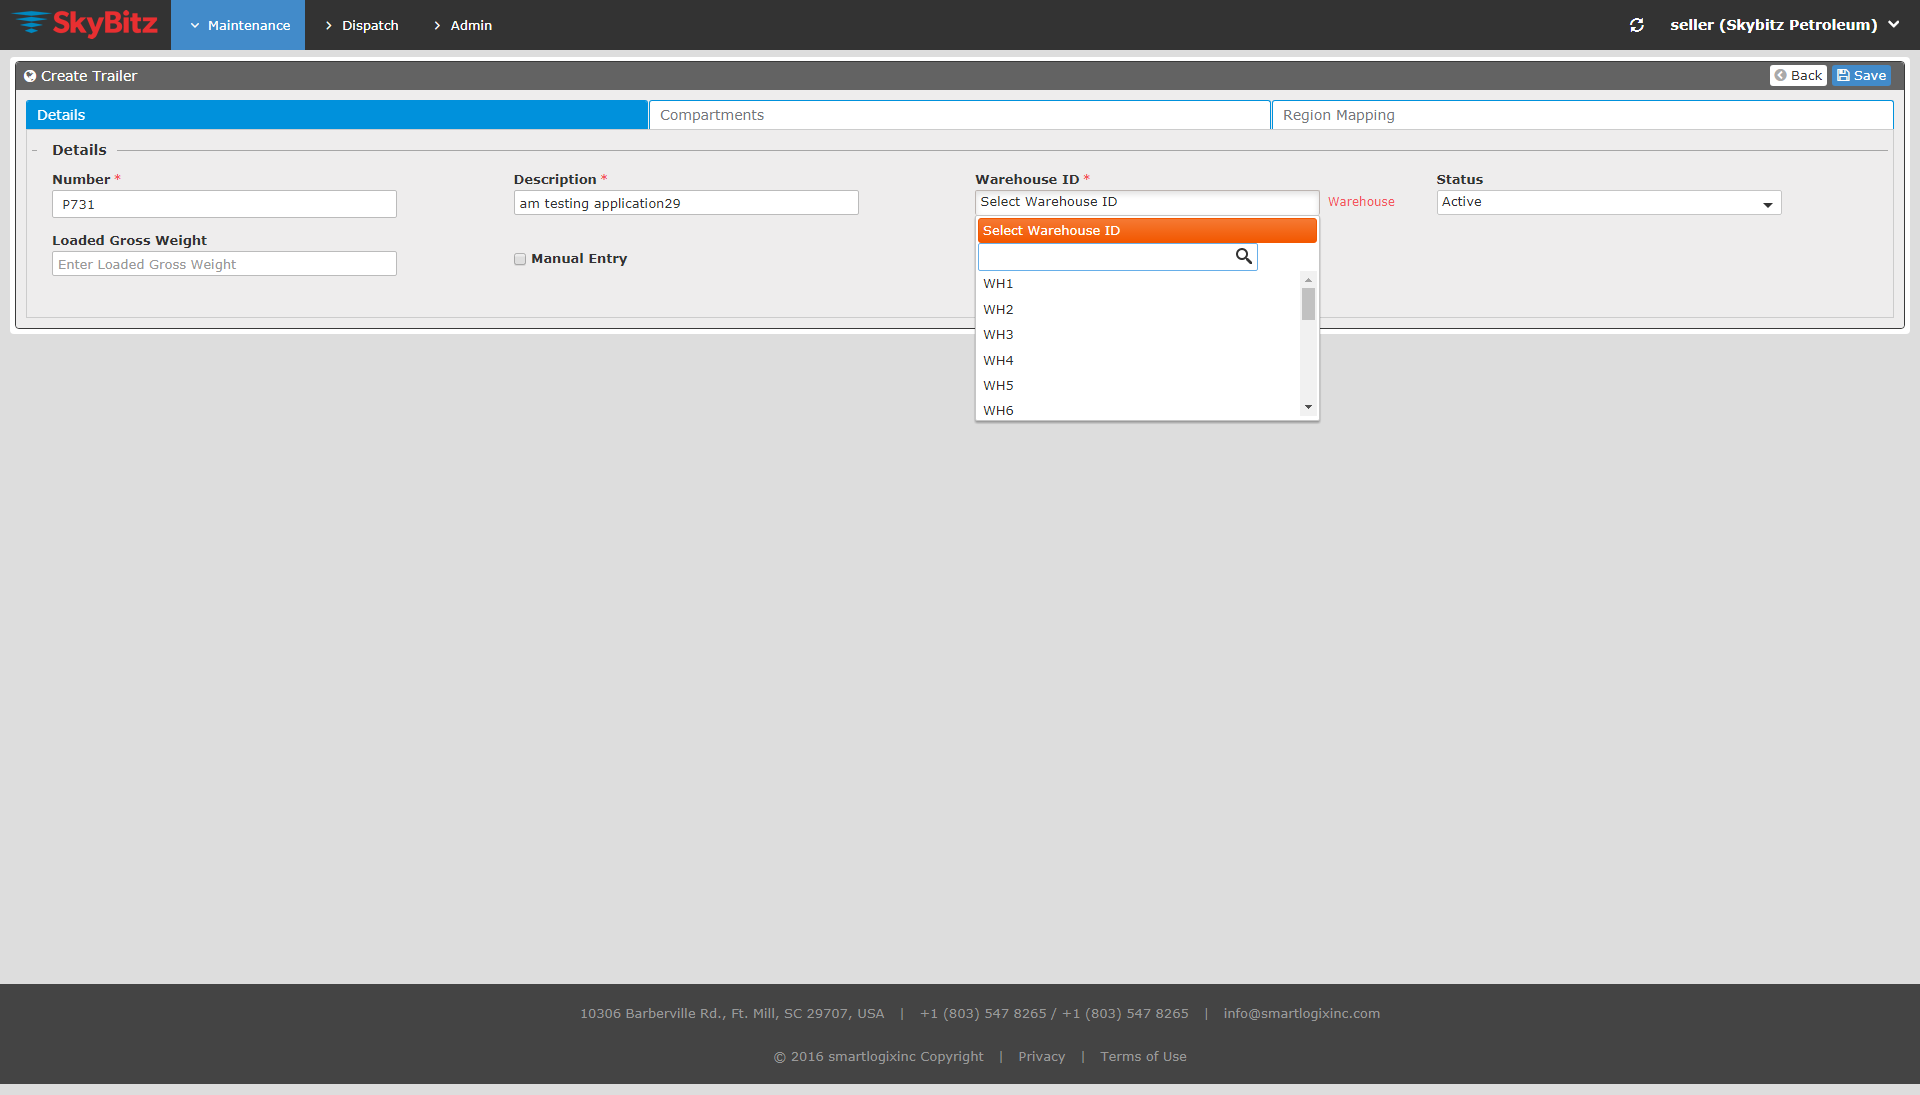 SkyBitz Maintenance Dispatch Admin seller (Skybitz Petroleum)
Create Trailer Back Save
Details Compartments Region Mapping
- Details
Number * Description * Warehouse ID * Status
P731 am testing application29 Select Warehouse ID Warehouse Active
Select Warehouse ID
Loaded Gross Weight
Enter Loaded Gross Weight Manual Entry
WH1
WH2
WH3
WH4
WH5
WH6
10306 Barberville Rd., Ft. Mill, SC 29707, USA | +1 (803) 547 8265 / +1 (803) 547 8265 | info@smartlogixinc.com
© 2016 smartlogixinc Copyright | Privacy | Terms of Use